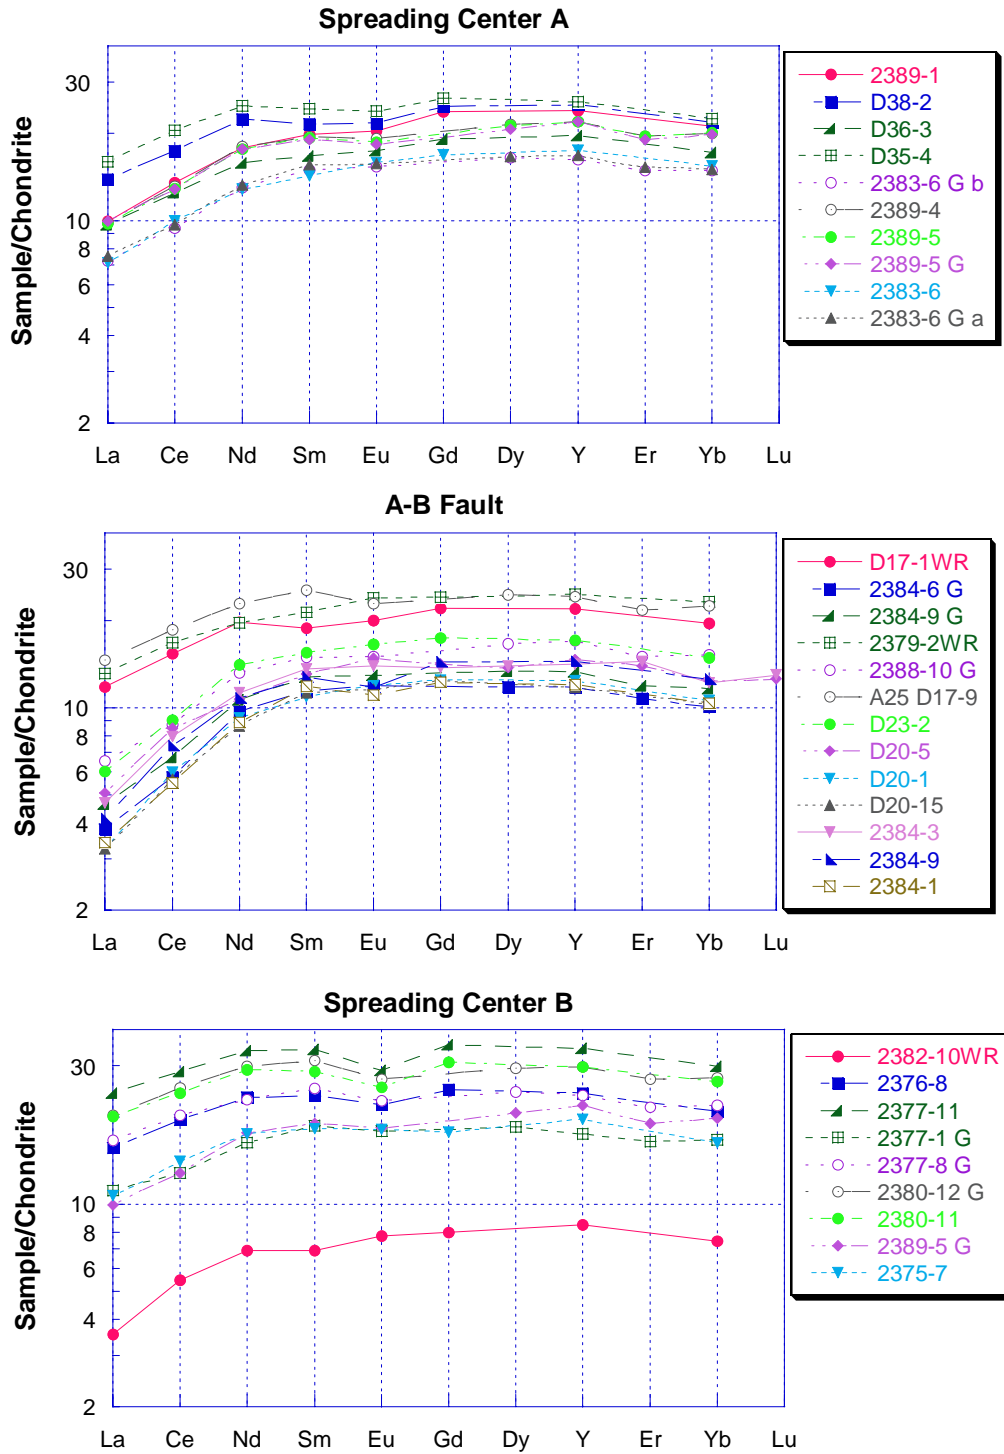 Spreading Center A
Sample/Chondrite
30
10
8
6
4
2
La Ce Nd Sm Eu Gd Dy Y Er Yb Lu
2389-1
D38-2
D36-3
D35-4
2383-6 G b
2389-4
2389-5
2389-5 G
2383-6
2383-6 G a
A-B Fault
Sample/Chondrite
30
10
8
6
4
2
La Ce Nd Sm Eu Gd Dy Y Er Yb Lu
D17-1WR
2384-6 G
2384-9 G
2379-2WR
2388-10 G
A25 D17-9
D23-2
D20-5
D20-1
D20-15
2384-3
2384-9
2384-1
Spreading Center B
Sample/Chondrite
30
10
8
6
4
2
La Ce Nd Sm Eu Gd Dy Y Er Yb Lu
2382-10WR
2376-8
2377-11
2377-1 G
2377-8 G
2380-12 G
2380-11
2389-5 G
2375-7